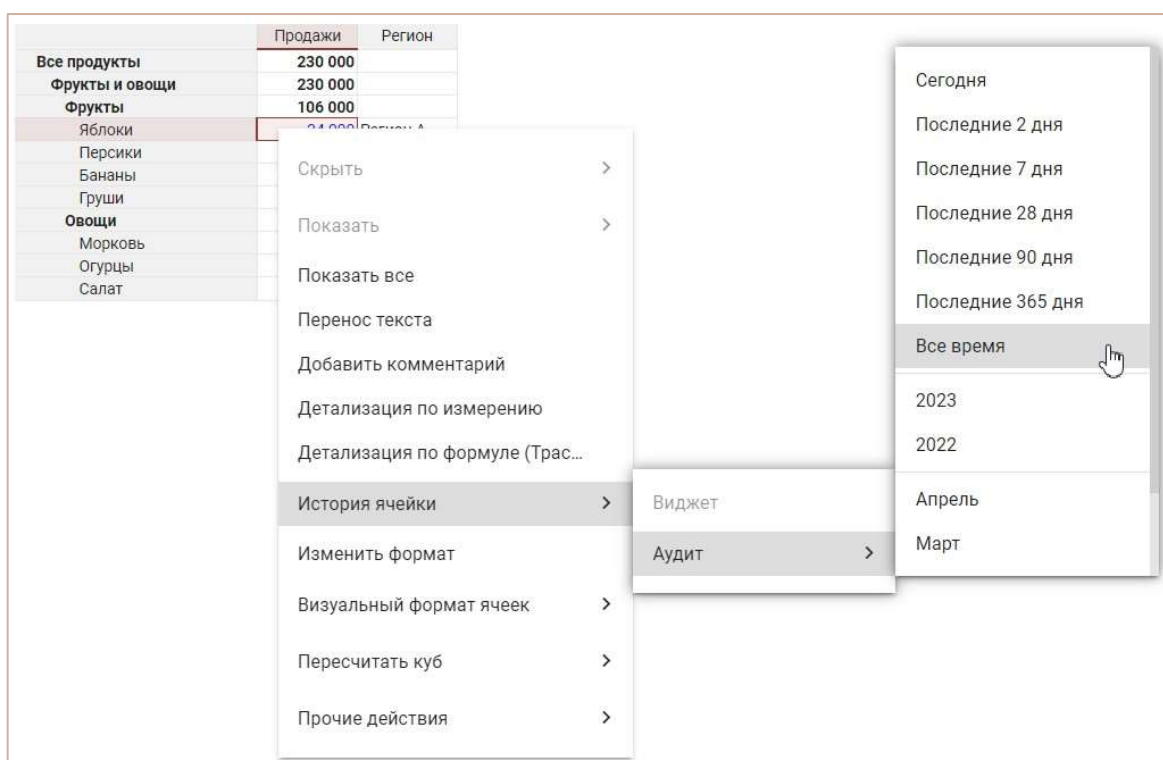 Продажи Регион
Все продукты 230 000
Фрукты и овощи 230 000
Фрукты 106 000
Яблоки 24 000 Регион А
Персики
Бананы
Груши
Овощи
Морковь
Огурцы
Салат
Скрыть
Показать
Показать все
Перенос текста
Добавить комментарий
Детализация по измерению
Детализация по формуле (Трас...
История ячейки
Изменить формат
Визуальный формат ячеек
Пересчитать куб
Прочие действия
Виджет
Аудит
Сегодня
Последние 2 дня
Последние 7 дня
Последние 28 дня
Последние 90 дня
Последние 365 дня
Все время
2023
2022
Апрель
Март